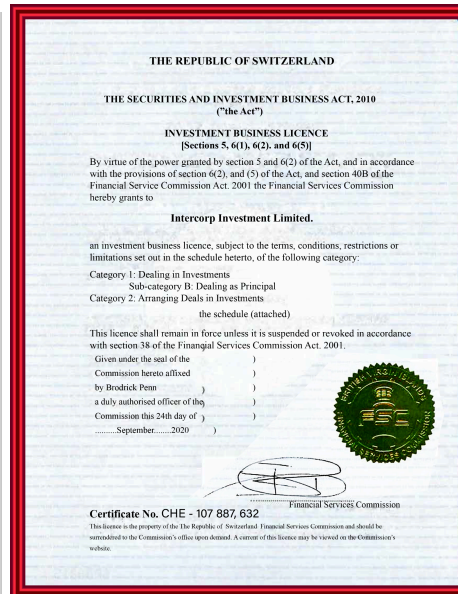 THE REPUBLIC OF SWITZERLAND
THE SECURITIES AND INVESTMENT BUSINESS ACT, 2010
("the Act")
INVESTMENT BUSINESS LICENCE
[Sections 5, 6(1), 6(2). and 6(5)]
By virtue of the power granted by section 5 and 6(2) of the Act, and in accordance
with the provisions of section 6(2), and (5) of the Act, and section 40B of the
Financial Service Commission Act. 2001 the Financial Services Commission
hereby grants to
Intercorp Investment Limited.
an investment business licence, subject to the terms, conditions, restrictions or
limitations set out in the schedule heterto, of the following category:
Category 1: Dealing in Investments
Sub-category B: Dealing as Principal
Category 2: Arranging Deals in Investments
the schedule (attached)
This licence shall remain in force unless it is suspended or revoked in accordance
with section 38 of the Financial Services Commission Act. 2001.
Given under the seal of the )
Commission hereto affixed )
by Brodrick Penn ) )
a duly authorised officer of the) )
Commission this 24th day of ) )
..........September........2020 )
FSC
Financial Services Commission
Certificate No. CHE - 107 887, 632
This licence is the property of the The Republic of Switzerland Financial Services Commission and should be
surrendered to the Commission's office upon demand. A current of this licence may be viewed on the Commission's
website.